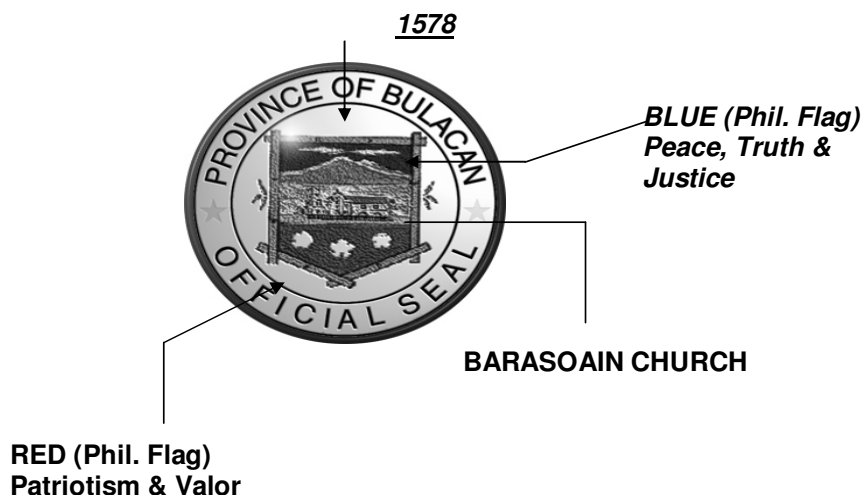 1578
PROVINCE OF BULACAN
OFFICIAL SEAL
BLUE (Phil. Flag)
Peace, Truth &
Justice
BARASOAIN CHURCH
RED (Phil. Flag)
Patriotism & Valor